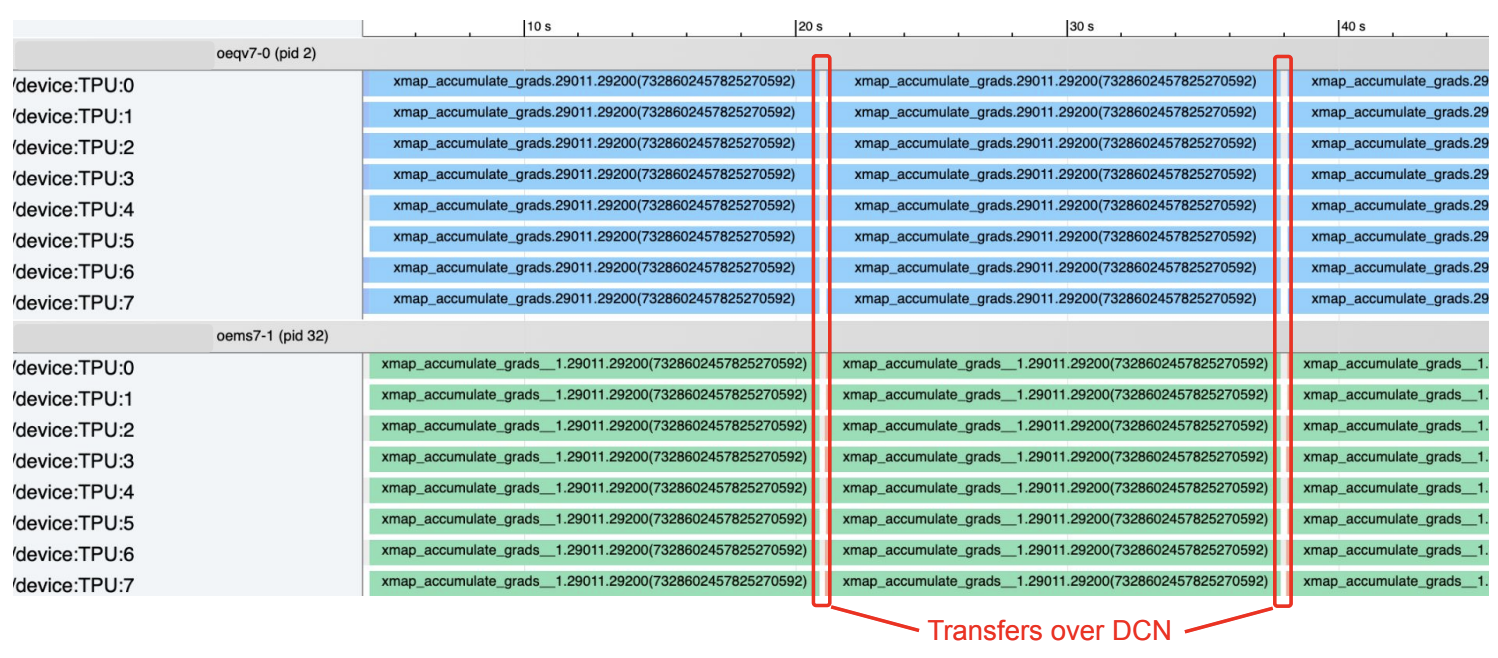 10 s 20 s 30 s 40 s
oeqv7-0 (pid 2)
/device:TPU:0 xmap_accumulate_grads.29011.29200(7328602457825270592) xmap_accumulate_grads.29011.29200(7328602457825270592) xmap_accumulate_grads.29
/device:TPU:1 xmap_accumulate_grads.29011.29200(7328602457825270592) xmap_accumulate_grads.29011.29200(7328602457825270592) xmap_accumulate_grads.29
/device:TPU:2 xmap_accumulate_grads.29011.29200(7328602457825270592) xmap_accumulate_grads.29011.29200(7328602457825270592) xmap_accumulate_grads.29
/device:TPU:3 xmap_accumulate_grads.29011.29200(7328602457825270592) xmap_accumulate_grads.29011.29200(7328602457825270592) xmap_accumulate_grads.29
/device:TPU:4 xmap_accumulate_grads.29011.29200(7328602457825270592) xmap_accumulate_grads.29011.29200(7328602457825270592) xmap_accumulate_grads.29
/device:TPU:5 xmap_accumulate_grads.29011.29200(7328602457825270592) xmap_accumulate_grads.29011.29200(7328602457825270592) xmap_accumulate_grads.29
/device:TPU:6 xmap_accumulate_grads.29011.29200(7328602457825270592) xmap_accumulate_grads.29011.29200(7328602457825270592) xmap_accumulate_grads.29
/device:TPU:7 xmap_accumulate_grads.29011.29200(7328602457825270592) xmap_accumulate_grads.29011.29200(7328602457825270592) xmap_accumulate_grads.29
oems7-1 (pid 32)
/device:TPU:0 xmap_accumulate_grads__1.29011.29200(7328602457825270592) xmap_accumulate_grads__1.29011.29200(7328602457825270592) xmap_accumulate_grads__1.
/device:TPU:1 xmap_accumulate_grads__1.29011.29200(7328602457825270592) xmap_accumulate_grads__1.29011.29200(7328602457825270592) xmap_accumulate_grads__1.
/device:TPU:2 xmap_accumulate_grads__1.29011.29200(7328602457825270592) xmap_accumulate_grads__1.29011.29200(7328602457825270592) xmap_accumulate_grads__1.
/device:TPU:3 xmap_accumulate_grads__1.29011.29200(7328602457825270592) xmap_accumulate_grads__1.29011.29200(7328602457825270592) xmap_accumulate_grads__1.
/device:TPU:4 xmap_accumulate_grads__1.29011.29200(7328602457825270592) xmap_accumulate_grads__1.29011.29200(7328602457825270592) xmap_accumulate_grads__1.
/device:TPU:5 xmap_accumulate_grads__1.29011.29200(7328602457825270592) xmap_accumulate_grads__1.29011.29200(7328602457825270592) xmap_accumulate_grads__1.
/device:TPU:6 xmap_accumulate_grads__1.29011.29200(7328602457825270592) xmap_accumulate_grads__1.29011.29200(7328602457825270592) xmap_accumulate_grads__1.
/device:TPU:7 xmap_accumulate_grads__1.29011.29200(7328602457825270592) xmap_accumulate_grads__1.29011.29200(7328602457825270592) xmap_accumulate_grads__1.
Transfers over DCN